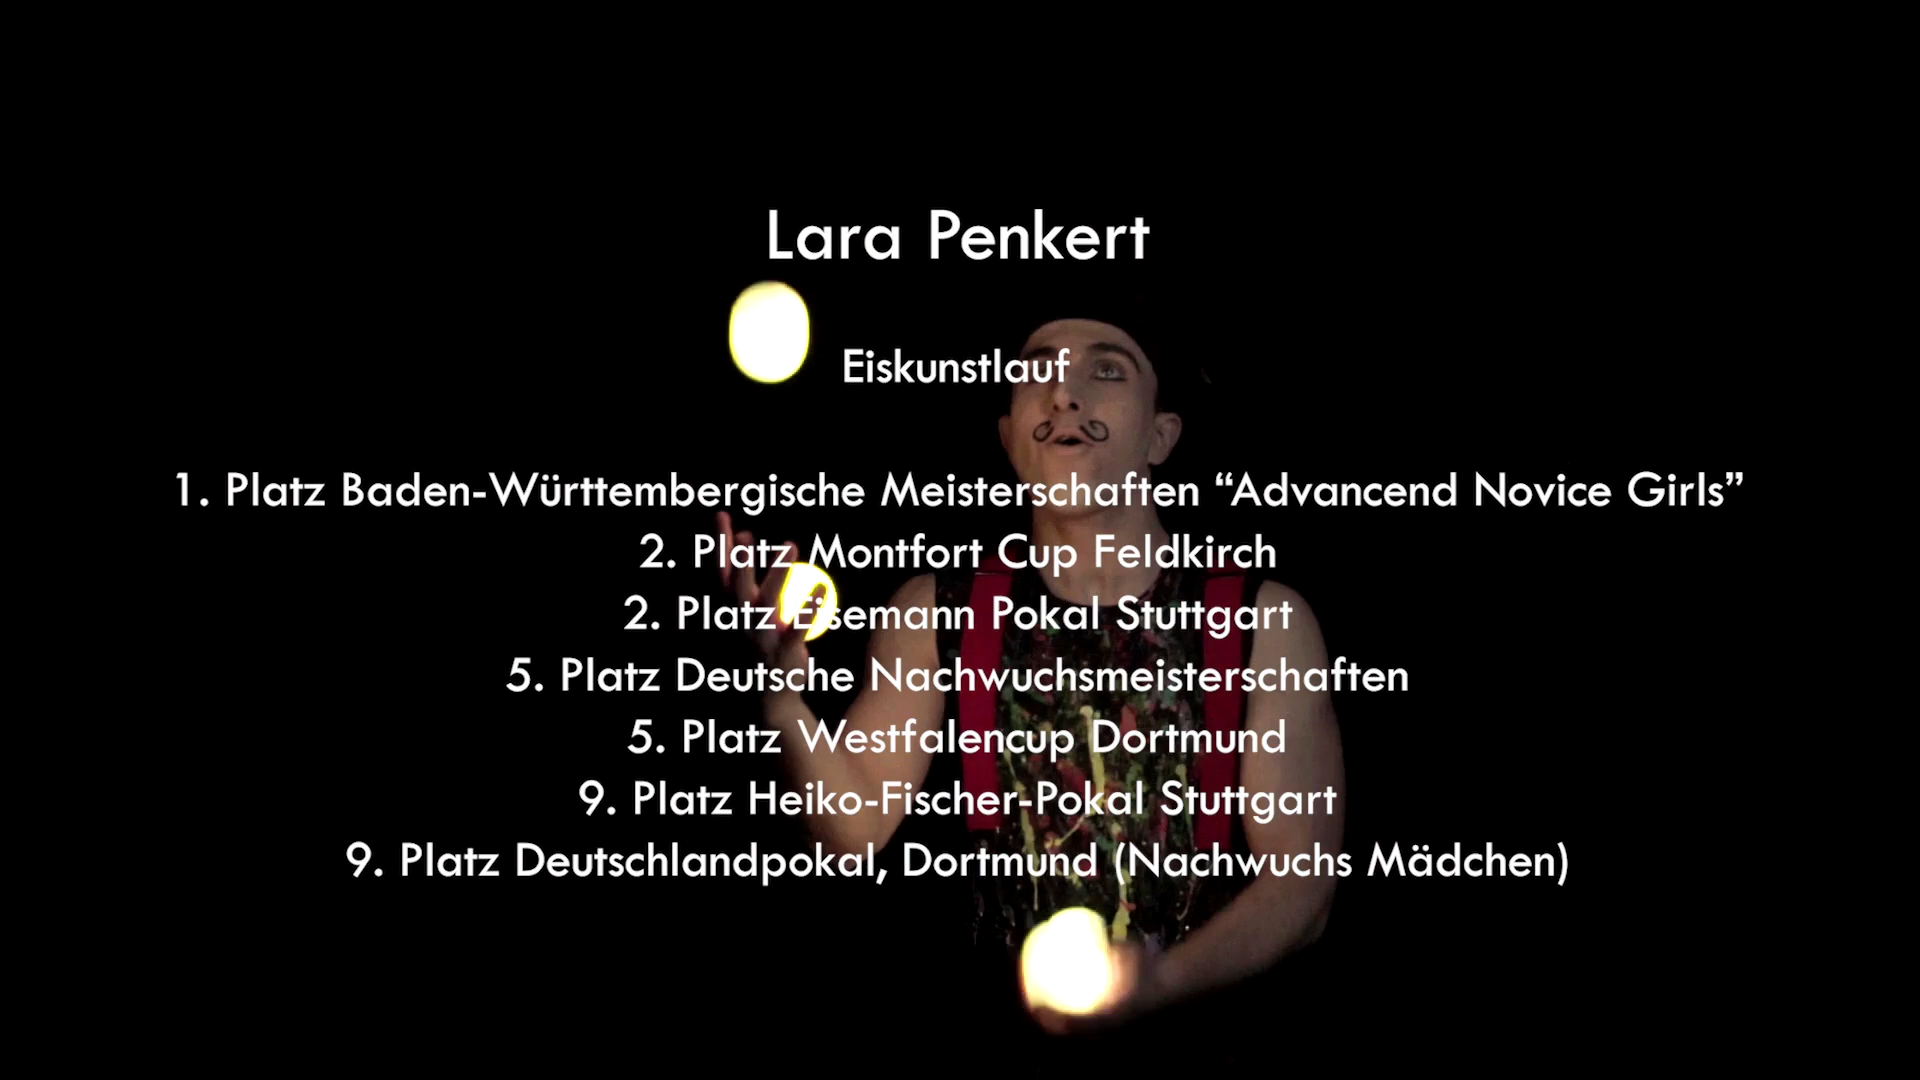 Lara Penkert
Eiskunstlauf
1. Platz Baden-Württembergische Meisterschaften “Advancend Novice Girls”
2. Platz Montfort Cup Feldkirch
2. Platz Eisemann Pokal Stuttgart
5. Platz Deutsche Nachwuchsmeisterschaften
5. Platz Westfalencup Dortmund
9. Platz Heiko-Fischer-Pokal Stuttgart
9. Platz Deutschlandpokal, Dortmund (Nachwuchs Mädchen)